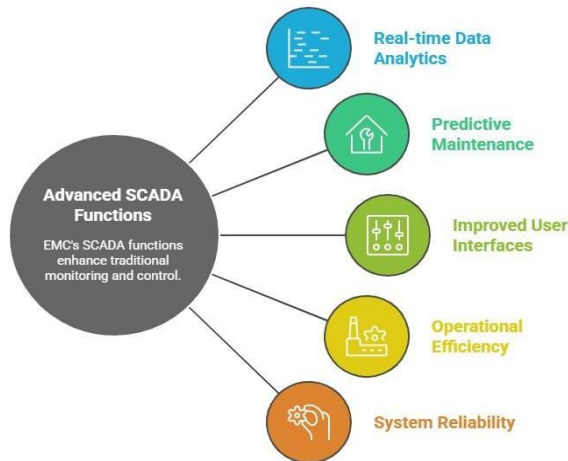 Real-time Data
Analytics
Predictive
Maintenance
Advanced SCADA
Functions
EMC's SCADA functions
enhance traditional
monitoring and control.
Improved User
Interfaces
Operational
Efficiency
System Reliability